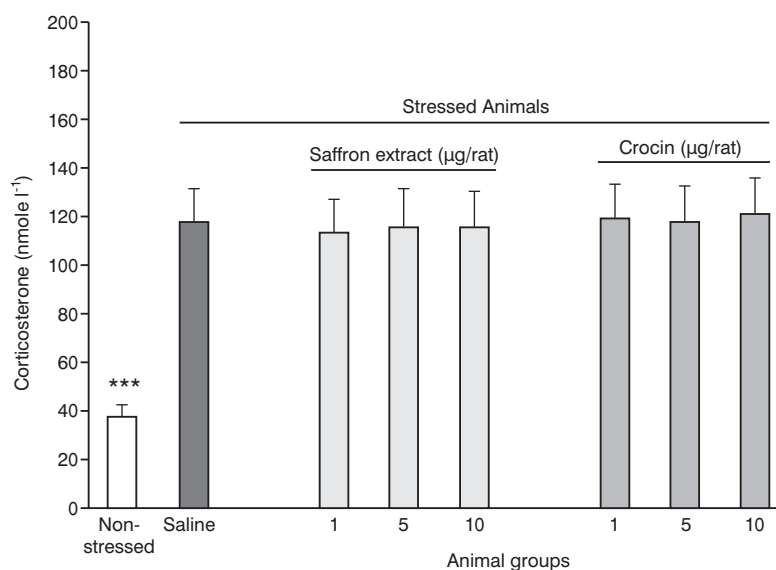 200
180
160
140
120
100
80
60
40
20
0
Corticosterone (nmole l⁻¹)
Stressed Animals
Saffron extract (µg/rat)
Crocin (µg/rat)
***
Non-
stressed
Saline
1
5
10
1
5
10
Animal groups